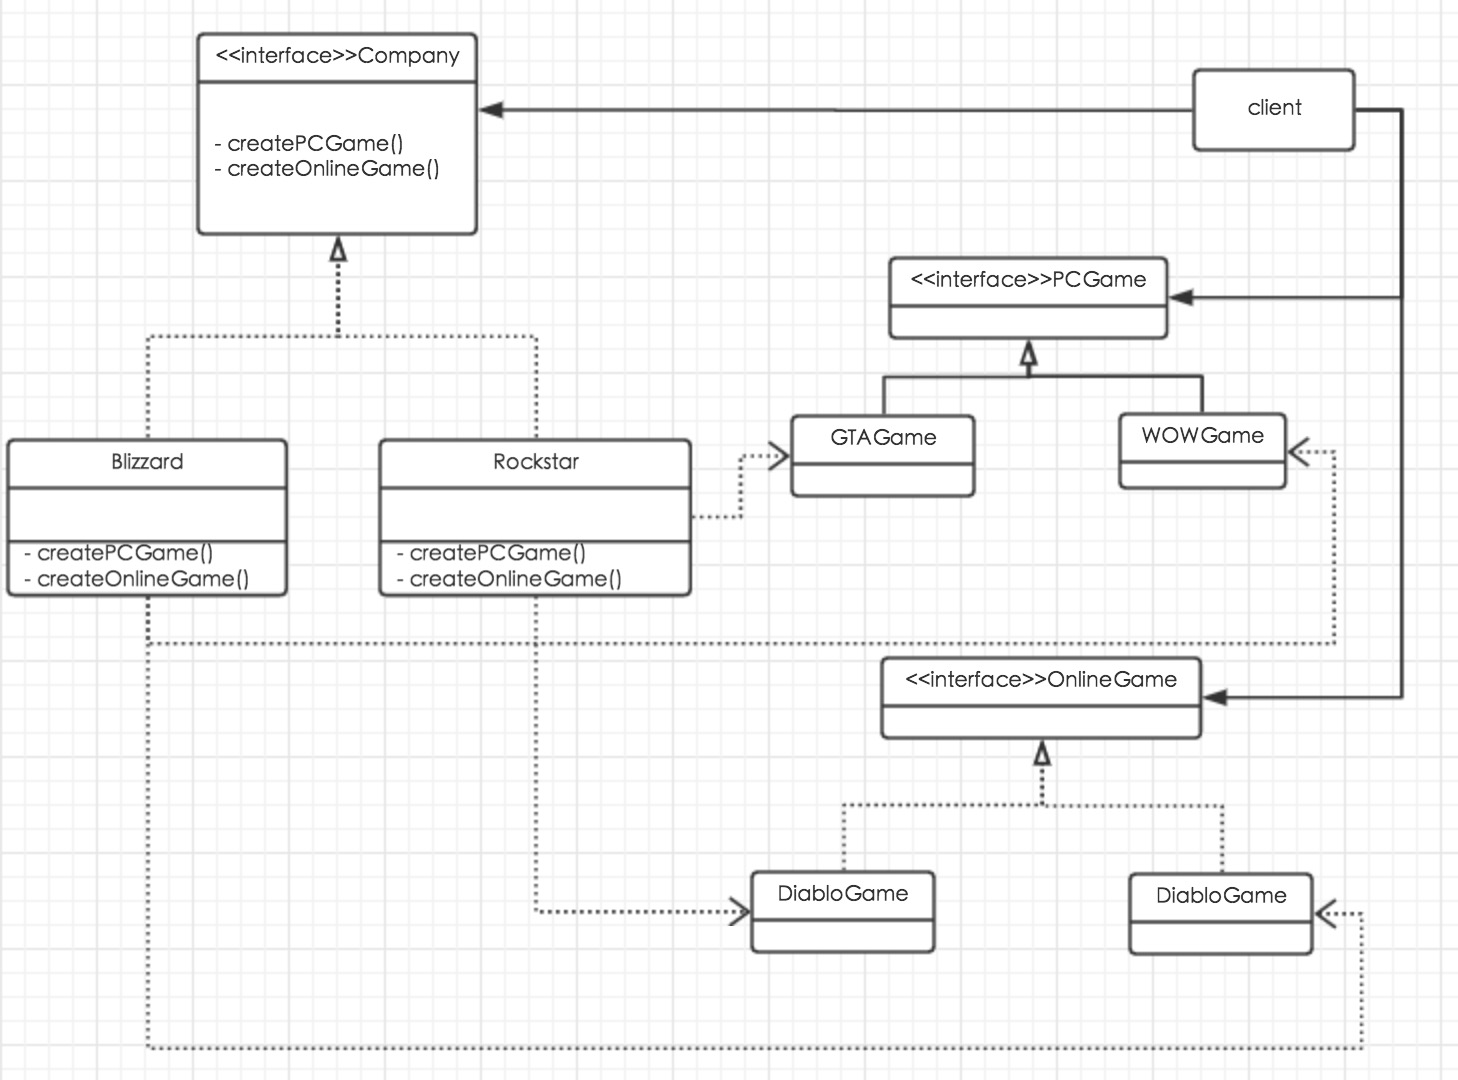 <<interface>>Company
- createPCGame()
- createOnlineGame()
client
<<interface>>PCGame
GTAGame
WOWGame
Blizzard
- createPCGame()
- createOnlineGame()
Rockstar
- createPCGame()
- createOnlineGame()
<<interface>>OnlineGame
DiabloGame
DiabloGame